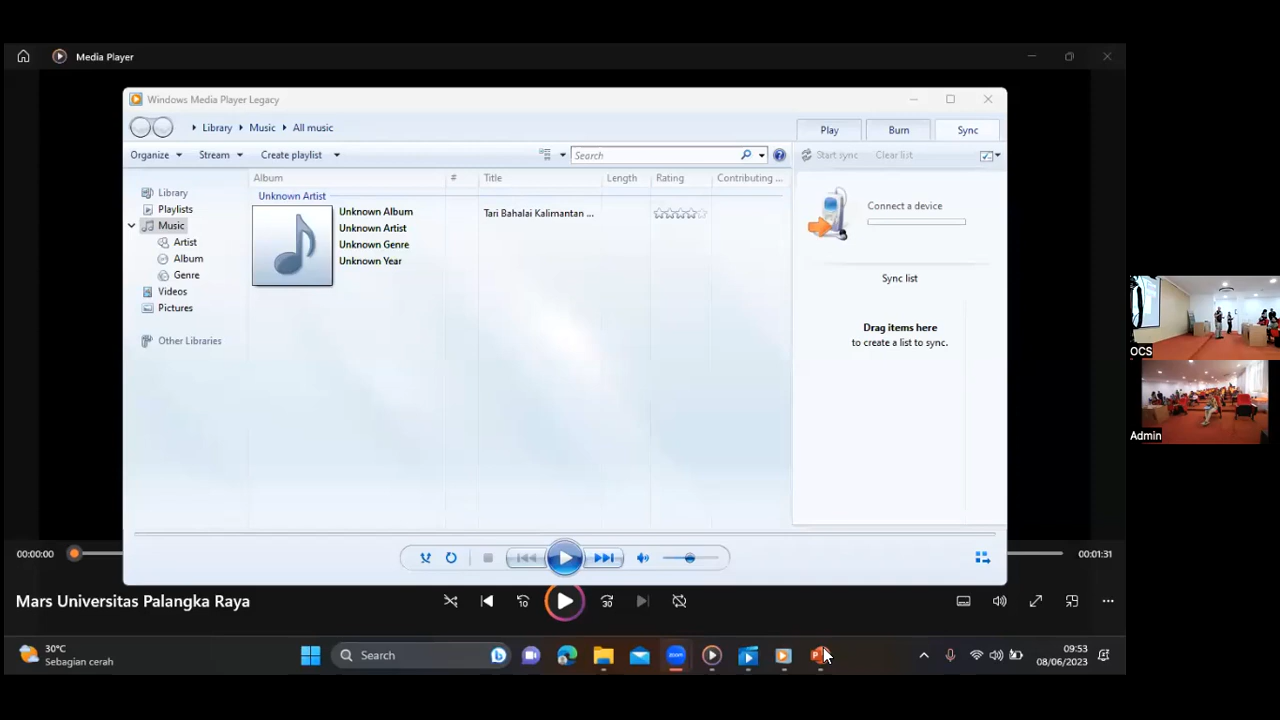 Media Player
Windows Media Player Legacy
Library Music All music
Play Burn Sync
Organize Stream Create playlist Search Start sync Clear list
Album # Title Length Rating Contributing ...
Library
Playlists
Music
Artist
Album
Genre
Videos
Pictures
Other Libraries
Unknown Artist
Unknown Album
Unknown Artist
Unknown Genre
Unknown Year
Tari Bahalai Kalimantan ...
Connect a device
Sync list
Drag items here
to create a list to sync.
OCS
Admin
00:00:00 00:01:31
Mars Universitas Palangka Raya
10 30
30°C
Sebagian cerah
Search
zoom
09:53
08/06/2023